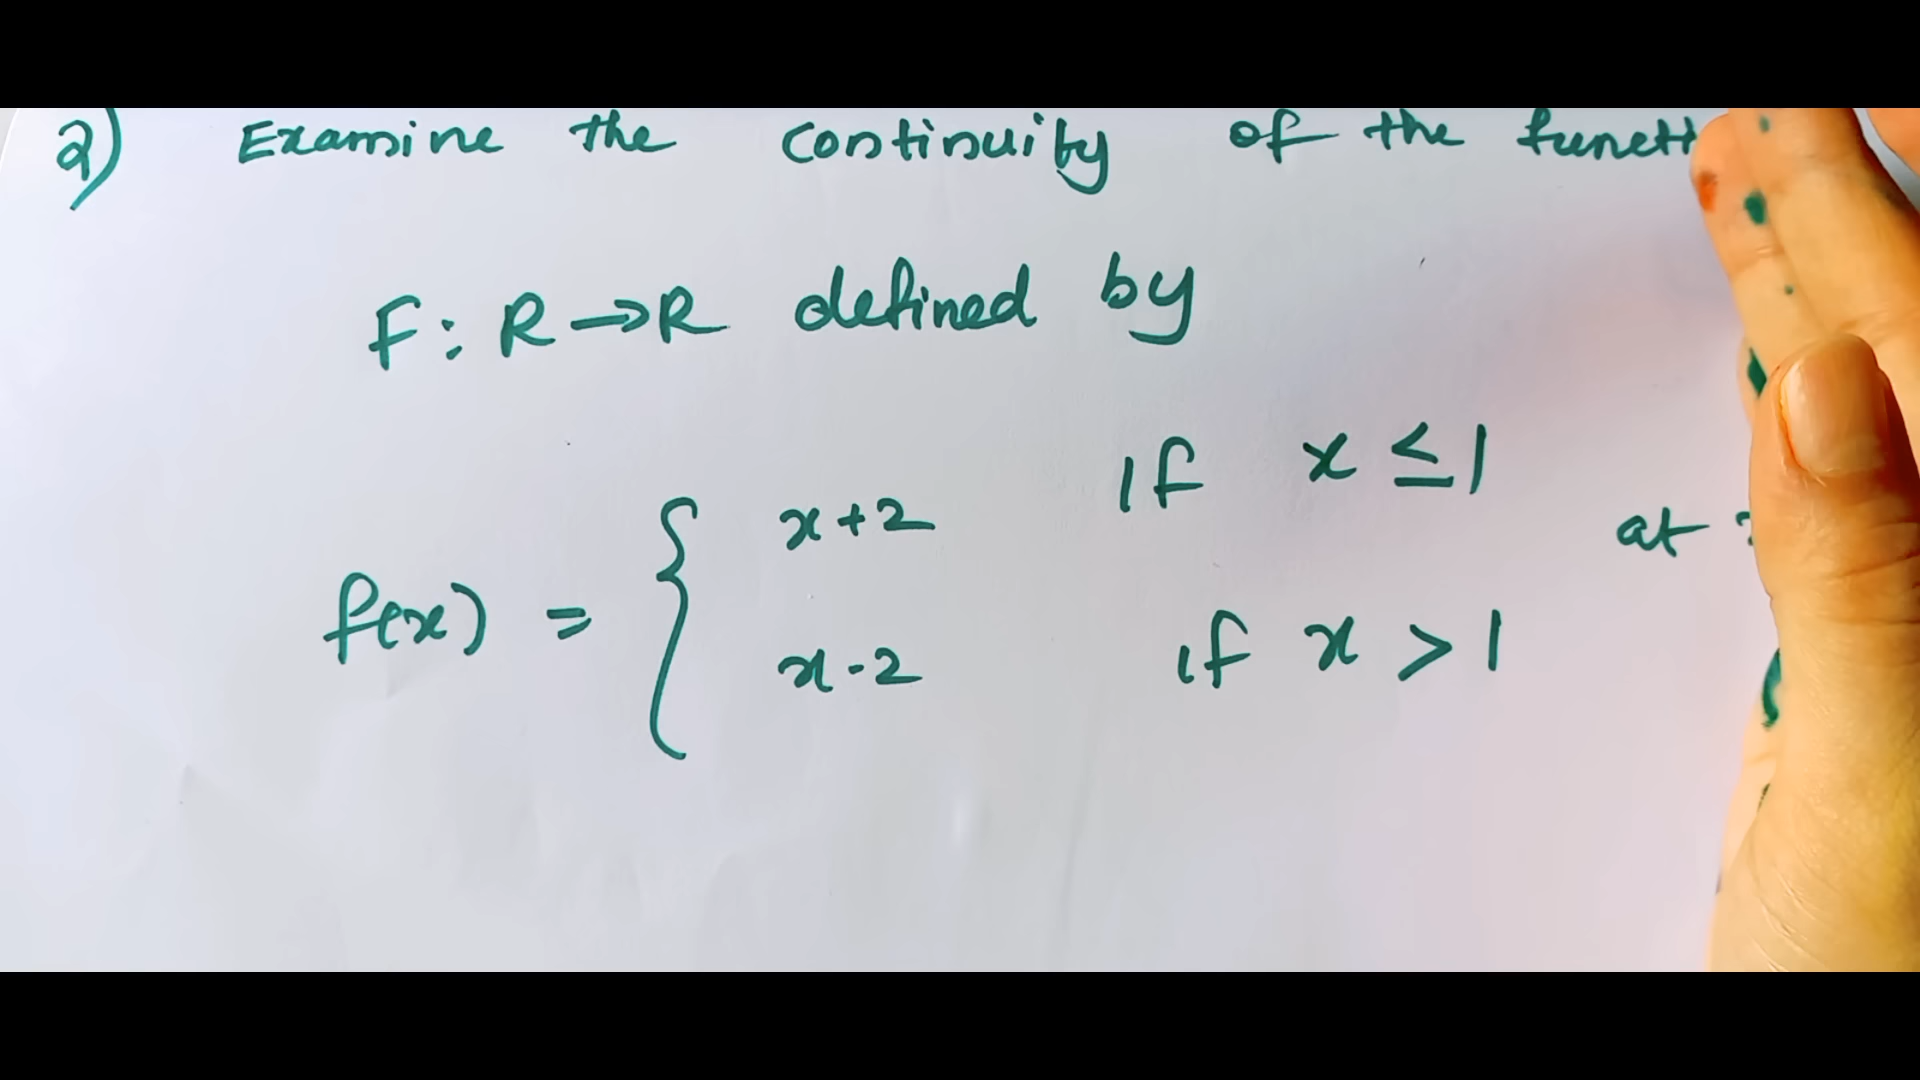 2) Examine the continuity of the
F: R→R defined by
x+2 if x ≤ 1
at
f(x) = {
x-2 if x > 1